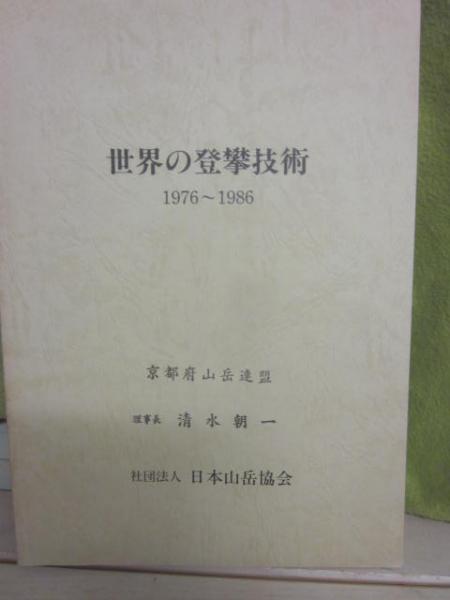 世界の登攀技術
1976～1986
京都府山岳連盟
理事長 清水朝一
社団法人 日本山岳協会